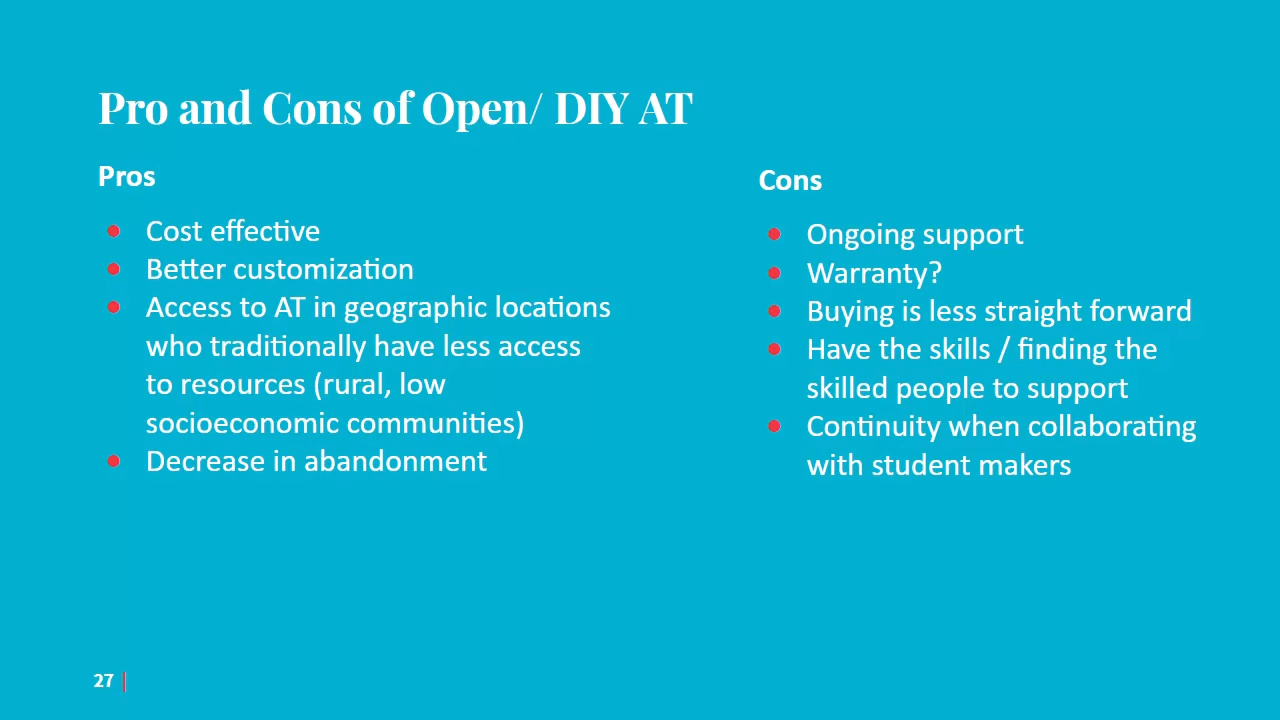 Pro and Cons of Open/ DIY AT
Pros
● Cost effective
● Better customization
● Access to AT in geographic locations
who traditionally have less access
to resources (rural, low
socioeconomic communities)
● Decrease in abandonment
Cons
● Ongoing support
● Warranty?
● Buying is less straight forward
● Have the skills / finding the
skilled people to support
● Continuity when collaborating
with student makers
27 |